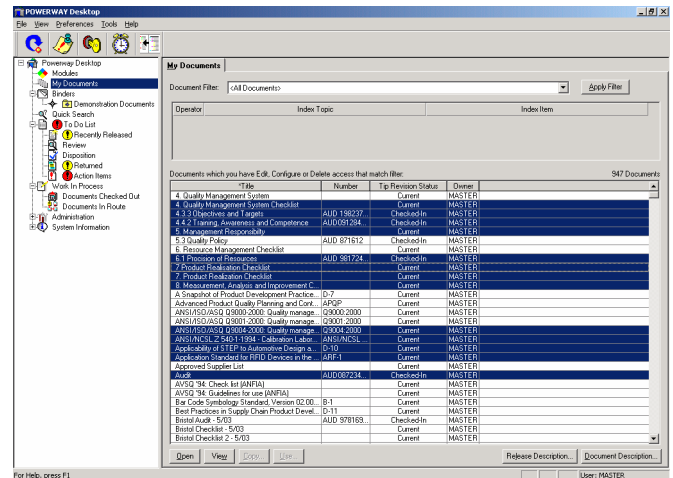 POWERWAY Desktop
File View Preferences Tools Help
Powerway Desktop
Modules
My Documents
Binders
Demonstration Documents
Quick Search
To Do List
Recently Released
Review
Disposition
Returned
Action Items
Work In Process
Documents Checked Out
Documents In Route
Administration
System Information
My Documents
Document Filter: <All Documents> Apply Filter
Operator Index Topic Index Item
Documents which you have Edit, Configure or Delete access that match filter: 947 Documents
*Title Number Tip Revision Status Owner
4. Quality Management System Current MASTER
4. Quality Management System Checklist Current MASTER
4.3.3 Objectives and Targets AUD 198237... Checked-In MASTER
4.4.2 Training, Awareness and Competence AUD091284... Checked-In MASTER
5. Management Responsibilty Current MASTER
5.3 Quality Policy AUD 871612 Checked-In MASTER
6. Resource Management Checklist Current MASTER
6.1 Procision of Resources AUD 981724... Checked-In MASTER
7 Product Realisation Checklist Current MASTER
7. Product Realization Checklist Current MASTER
8. Measurement, Analysis and Improvement C... Current MASTER
A Snapshot of Product Development Practice... D-7 Current MASTER
Advanced Product Quality Planning and Cont... APQP Current MASTER
ANSI/ISO/ASQ Q9000-2000: Quality manage... Q9000:2000 Current MASTER
ANSI/ISO/ASQ Q9001-2000: Quality manage... Q9001:2000 Current MASTER
ANSI/ISO/ASQ Q9004-2000: Quality manage... Q9004:2000 Current MASTER
ANSI/NCSL Z 540-1-1994 - Calibration Labor... ANSI/NCSL ... Current MASTER
Applicability of STEP to Automotive Design a... D-10 Current MASTER
Application Standard for RFID Devices in the ... ARF-1 Current MASTER
Approved Supplier List Current MASTER
Audit AUD087234... Checked-In MASTER
AVSQ '94: Check list (ANFIA) Current MASTER
AVSQ '94: Guidelines for use (ANFIA) Current MASTER
Bar Code Symbology Standard, Version 02.00... B-1 Current MASTER
Best Practices in Supply Chain Product Devel... D-11 Current MASTER
Bristol Audit - 5/03 AUD 978169... Checked-In MASTER
Bristol Checklist - 5/03 Current MASTER
Bristol Checklist 2 - 5/03 Current MASTER
Open View Copy... Use... Release Description... Document Description...
For Help, press F1 User: MASTER